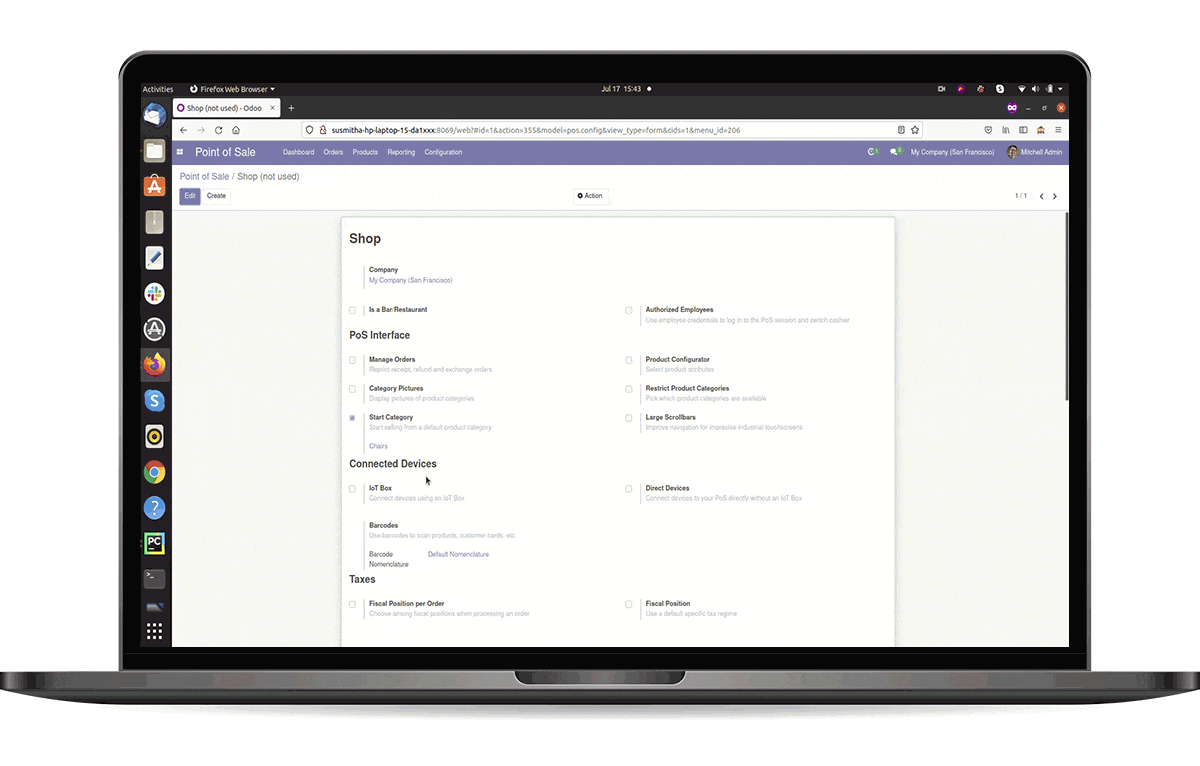 Activities
Firefox Web Browser
Jul 17 15:43
Shop (not used) - Odoo
susmitha-hp-laptop-15-da1xxx:8069/web?#id=1&action=355&model=pos.config&view_type=form&cids=1&menu_id=206
Point of Sale
Dashboard
Orders
Products
Reporting
Configuration
My Company (San Francisco)
Mitchell Admin
Point of Sale / Shop (not used)
Edit
Create
Action
1 / 1
Shop
Company
My Company (San Francisco)
Is a Bar/Restaurant
Authorized Employees
Use employee credentials to log in to the PoS session and switch cashier
PoS Interface
Manage Orders
Product Configurator
Reprint receipt, refund and exchange orders
Select product attributes
Category Pictures
Restrict Product Categories
Display pictures of product categories
Pick which product categories are available
Start Category
Large Scrollbars
Start selling from a default product category
Improve navigation for imprecise industrial touchscreens
Chairs
Connected Devices
IoT Box
Direct Devices
Connect devices using an IoT Box
Connect devices to your PoS directly without an IoT Box
Barcodes
Use barcodes to scan products, customer cards, etc.
Barcode
Nomenclature
Default Nomenclature
Taxes
Fiscal Position per Order
Fiscal Position
Choose among fiscal positions when processing an order
Use a default specific tax regime